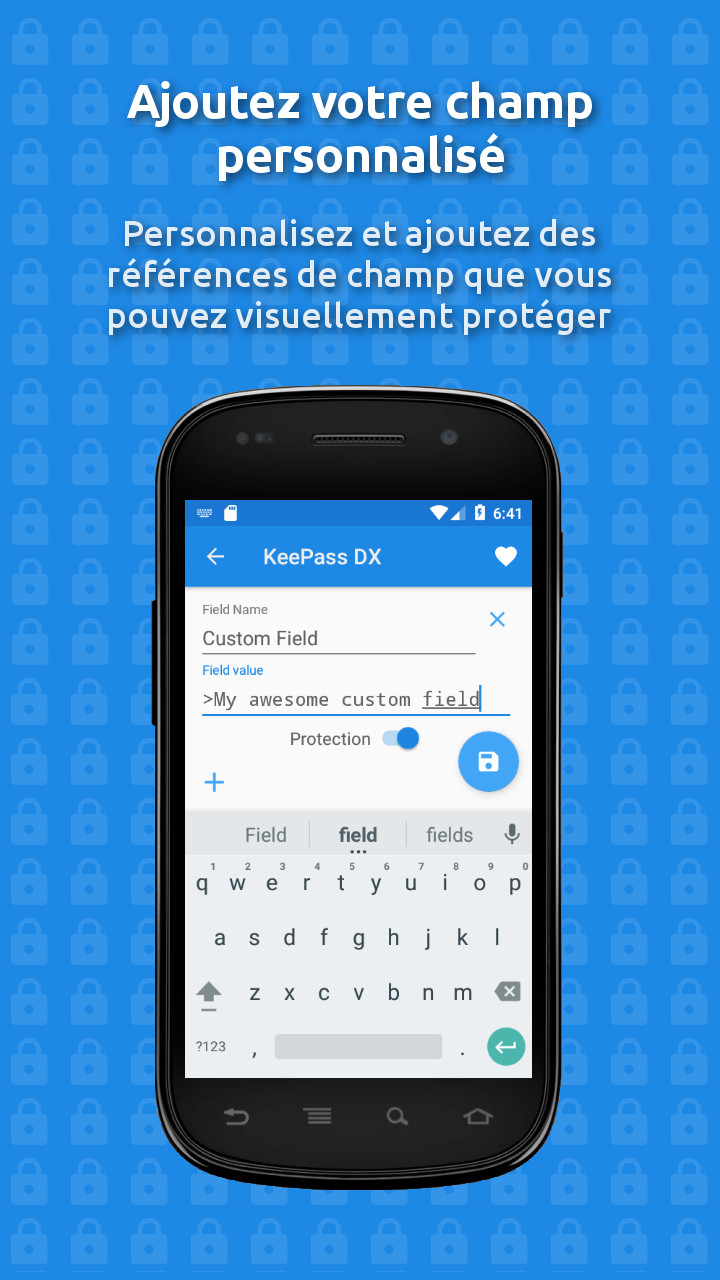 Ajoutez votre champ
personnalisé
Personnalisez et ajoutez des
références de champ que vous
pouvez visuellement protéger
6:41
KeePass DX
Field Name
Custom Field
Field value
>My awesome custom field
Protection
Field field fields
1 2 3 4 5 6 7 8 9 0
q w e r t y u i o p
a s d f g h j k l
z x c v b n m
?123 , .